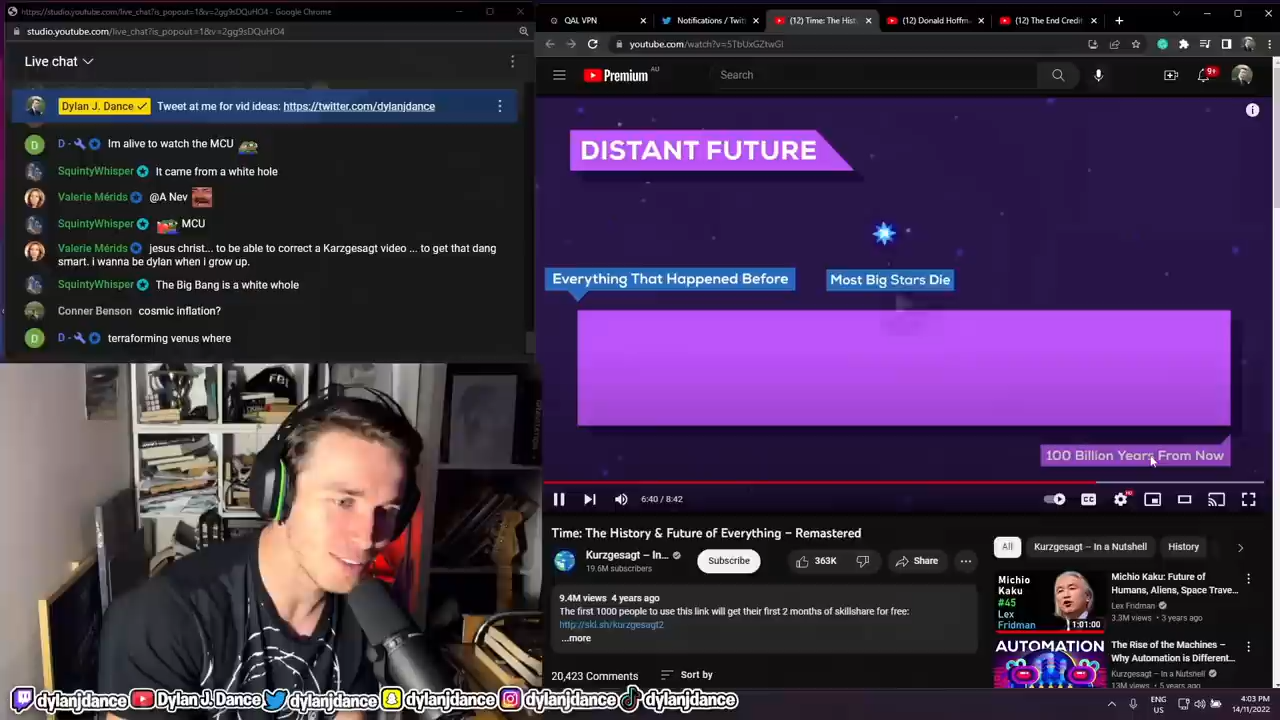 https://studio.youtube.com/live_chat?is_popout=1&v=2gg9sDQuHO4 - Google Chrome
studio.youtube.com/live_chat?is_popout=1&v=2gg9sDQuHO4
Live chat
Dylan J. Dance Tweet at me for vid ideas: https://twitter.com/dylanjdance
D - Im alive to watch the MCU
SquintyWhisper It came from a white hole
Valerie Mérids @A Nev
SquintyWhisper MCU
Valerie Mérids jesus christ... to be able to correct a Karzgesagt video ... to get that dang
smart. i wanna be dylan when i grow up.
SquintyWhisper The Big Bang is a white whole
Conner Benson cosmic inflation?
D - terraforming venus where
QAL VPN
Notifications / Twitt
(12) Time: The Hist
(12) Donald Hoffm
(12) The End Credit
youtube.com/watch?v=5TbUxGZtwGI
Premium AU
Search
9+
DISTANT FUTURE
Everything That Happened Before
Most Big Stars Die
100 Billion Years From Now
6:40 / 8:42
CC
HD
Time: The History & Future of Everything – Remastered
Kurzgesagt – In...
19.6M subscribers
Subscribe
363K
Share
9.4M views 4 years ago
The first 1000 people to use this link will get their first 2 months of skillshare for free:
http://skl.sh/kurzgesagt2
...more
20,423 Comments
Sort by
All
Kurzgesagt – In a Nutshell
History
Michio
Kaku
#45
Lex
Fridman
1:01:00
Michio Kaku: Future of
Humans, Aliens, Space Trave...
Lex Fridman
3.3M views • 3 years ago
AUTOMATION
The Rise of the Machines –
Why Automation is Different...
Kurzgesagt – In a Nutshell
13M views • 5 years ago
FBI
dylanjdance
Dylan J. Dance
dylanjdance
dylanjdance
dylanjdance
dylanjdance
ENG
US
4:03 PM
14/11/2022